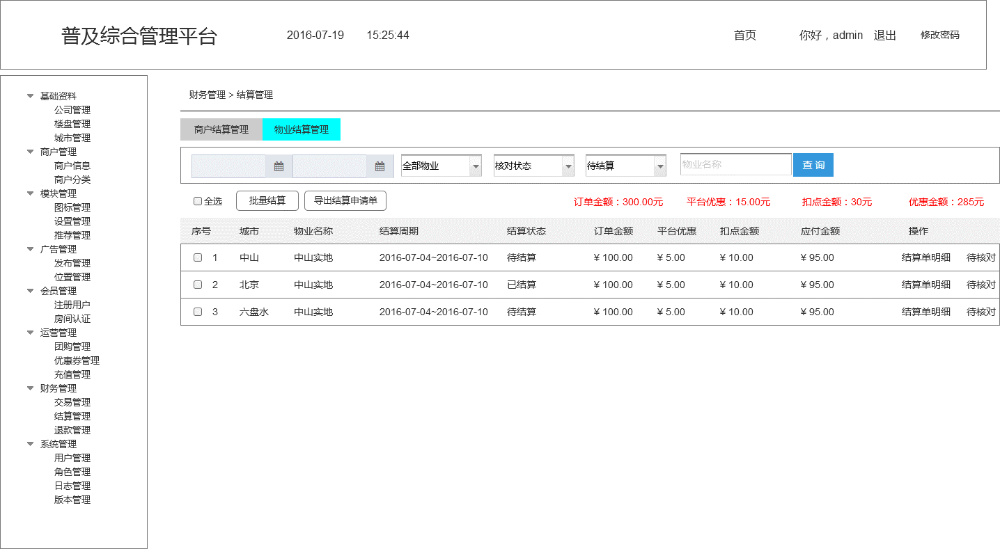 普及综合管理平台 2016-07-19 15:25:44 首页 你好，admin 退出 修改密码
基础资料
公司管理
楼盘管理
城市管理
商户管理
商户信息
商户分类
模块管理
图标管理
设置管理
推荐管理
广告管理
发布管理
位置管理
会员管理
注册用户
房间认证
运营管理
团购管理
优惠券管理
充值管理
财务管理
交易管理
结算管理
退款管理
系统管理
用户管理
角色管理
日志管理
版本管理
财务管理 > 结算管理
商户结算管理 物业结算管理
全部物业 核对状态 待结算 物业名称 查 询
全选 批量结算 导出结算申请单 订单金额：300.00元 平台优惠：15.00元 扣点金额：30元 优惠金额：285元
序号 城市 物业名称 结算周期 结算状态 订单金额 平台优惠 扣点金额 应付金额 操作
1 中山 中山实地 2016-07-04~2016-07-10 待结算 ¥ 100.00 ¥ 5.00 ¥ 10.00 ¥ 95.00 结算单明细 待核对
2 北京 中山实地 2016-07-04~2016-07-10 已结算 ¥ 100.00 ¥ 5.00 ¥ 10.00 ¥ 95.00 结算单明细 待核对
3 六盘水 中山实地 2016-07-04~2016-07-10 待结算 ¥ 100.00 ¥ 5.00 ¥ 10.00 ¥ 95.00 结算单明细 待核对